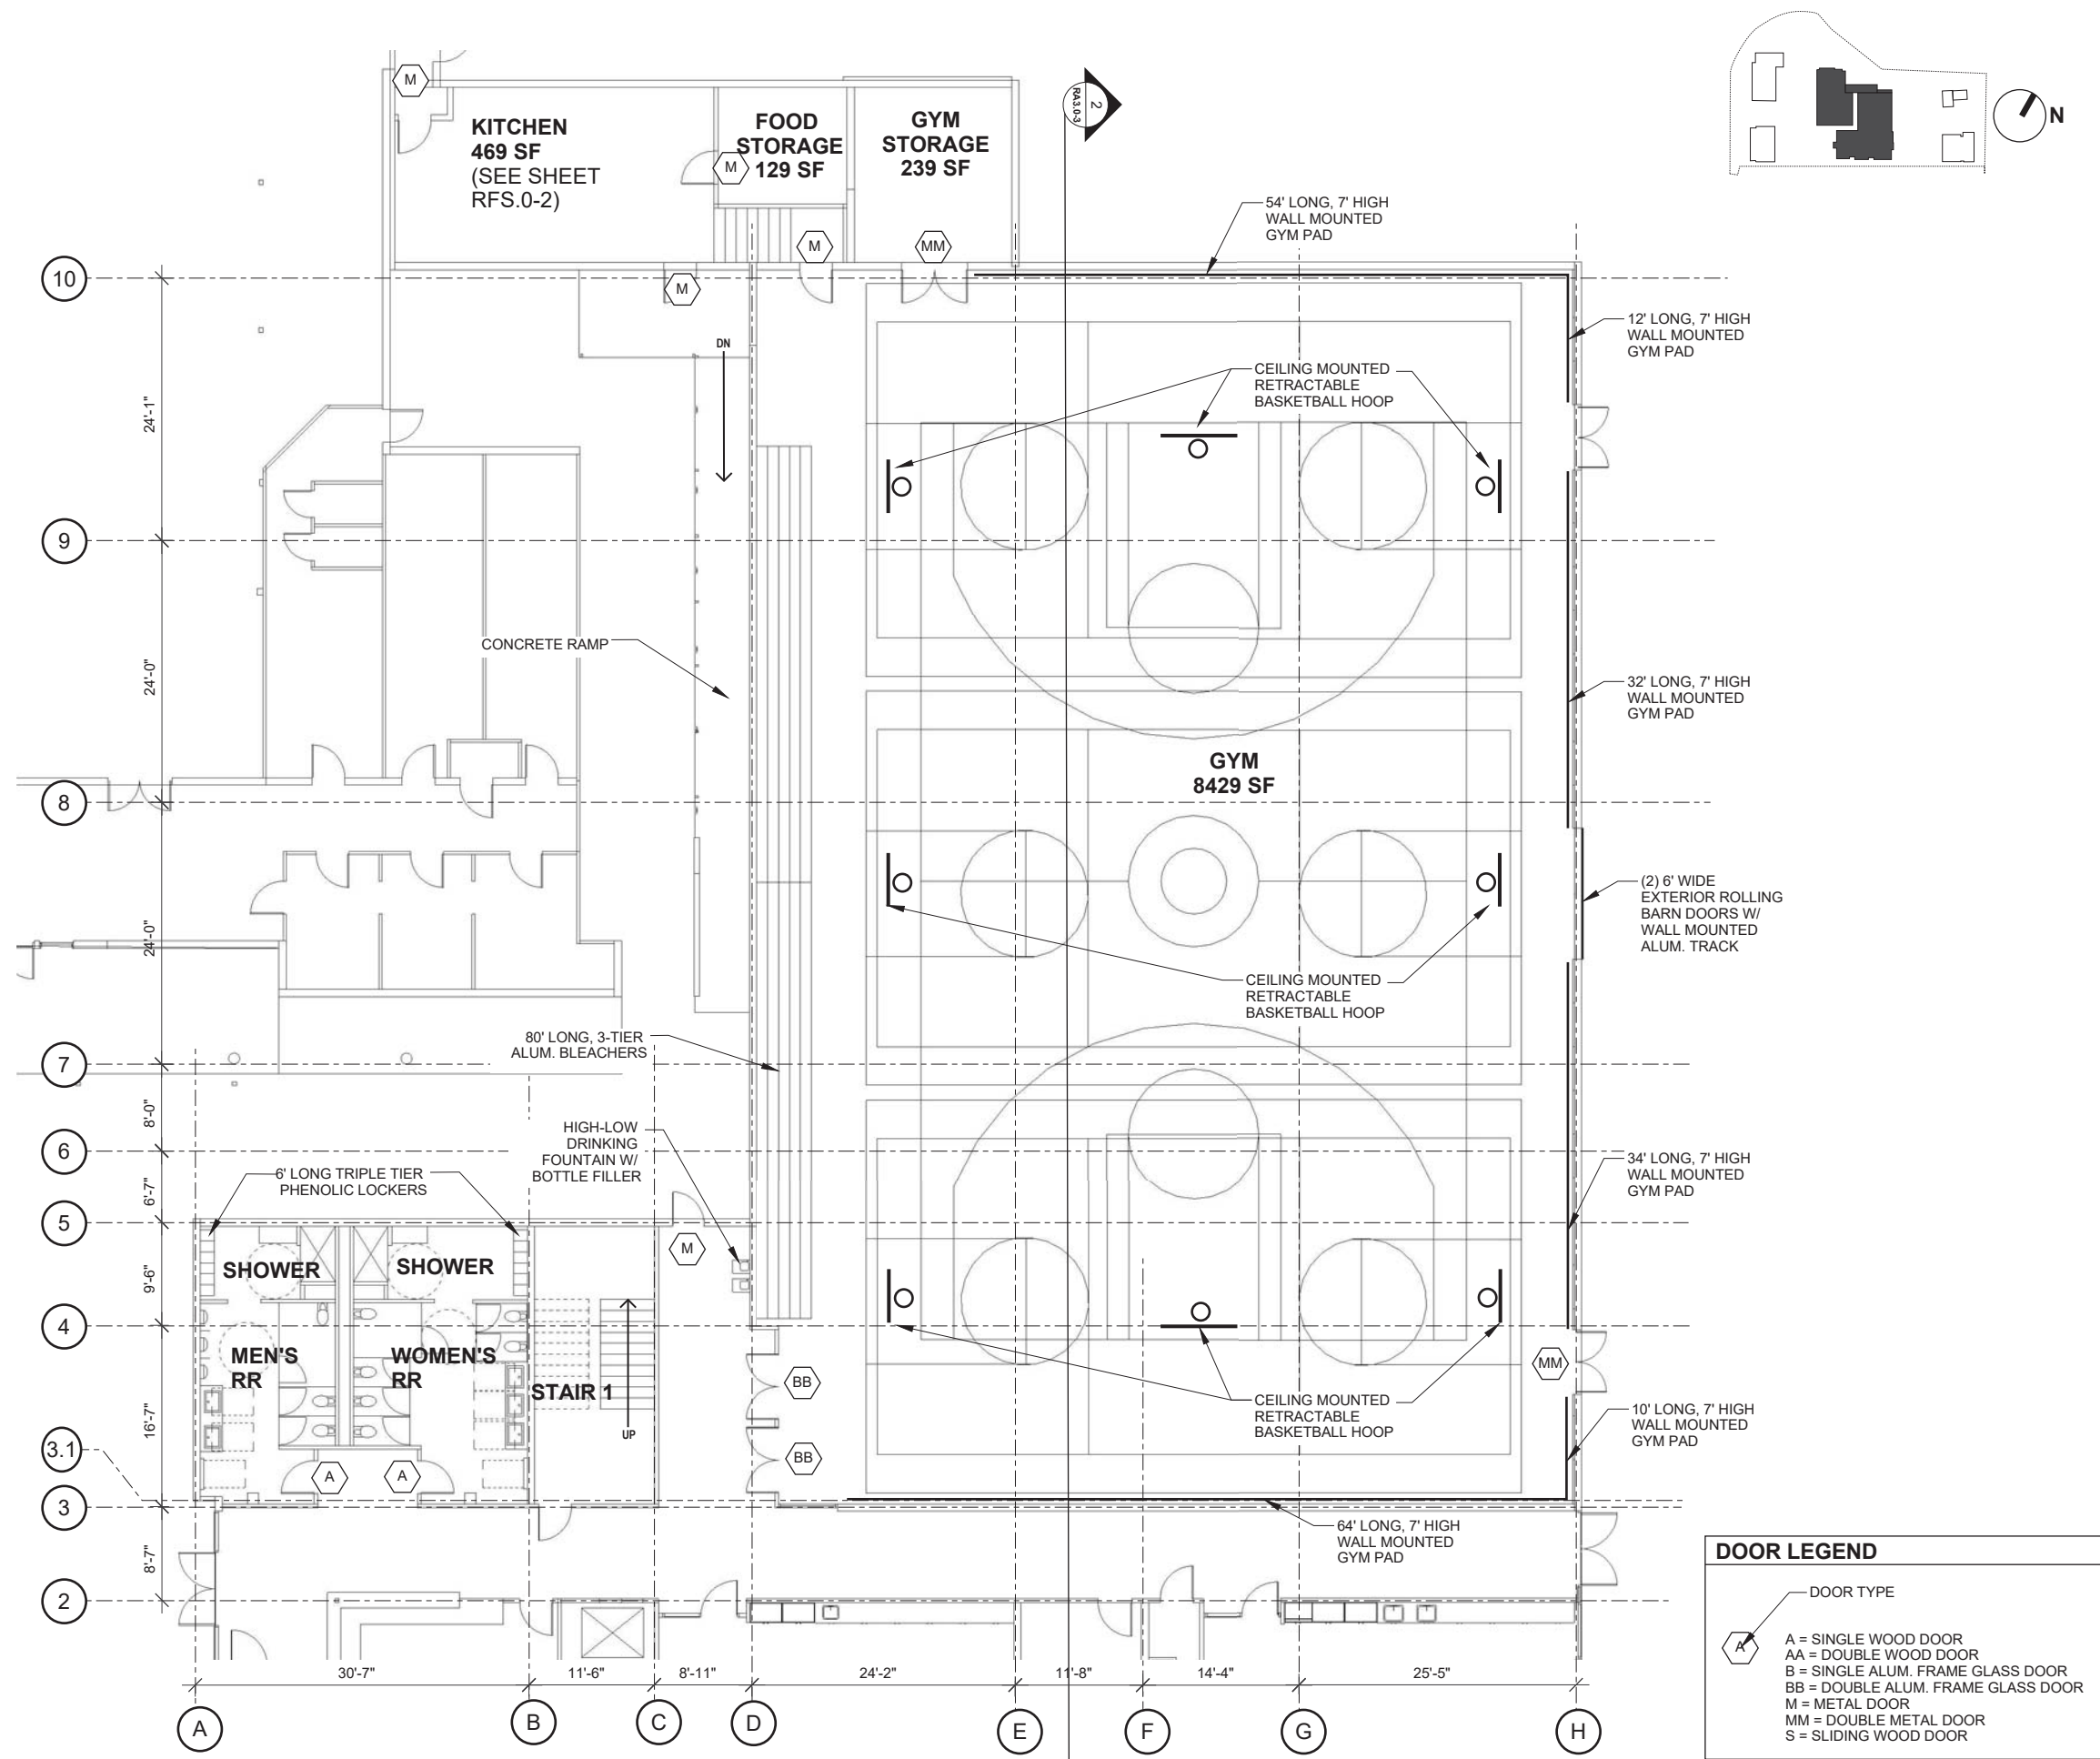 M
KITCHEN
469 SF
(SEE SHEET
RFS.0-2)
FOOD
STORAGE
129 SF
M
GYM
STORAGE
239 SF
2
RA3.0-3
N
54' LONG, 7' HIGH
WALL MOUNTED
GYM PAD
M
MM
M
10
12' LONG, 7' HIGH
WALL MOUNTED
GYM PAD
DN
CEILING MOUNTED
RETRACTABLE
BASKETBALL HOOP
24'-1"
9
CONCRETE RAMP
24'-0"
32' LONG, 7' HIGH
WALL MOUNTED
GYM PAD
GYM
8429 SF
8
(2) 6' WIDE
EXTERIOR ROLLING
BARN DOORS W/
WALL MOUNTED
ALUM. TRACK
24'-0"
CEILING MOUNTED
RETRACTABLE
BASKETBALL HOOP
80' LONG, 3-TIER
ALUM. BLEACHERS
7
8'-0"
HIGH-LOW
DRINKING
FOUNTAIN W/
BOTTLE FILLER
6
6' LONG TRIPLE TIER
PHENOLIC LOCKERS
34' LONG, 7' HIGH
WALL MOUNTED
GYM PAD
6'-7"
5
M
SHOWER
SHOWER
9'-6"
4
MEN'S
RR
WOMEN'S
RR
STAIR 1
UP
BB
BB
MM
CEILING MOUNTED
RETRACTABLE
BASKETBALL HOOP
10' LONG, 7' HIGH
WALL MOUNTED
GYM PAD
16'-7"
3.1
A
A
3
64' LONG, 7' HIGH
WALL MOUNTED
GYM PAD
8'-7"
2
30'-7"
11'-6"
8'-11"
24'-2"
11'-8"
14'-4"
25'-5"
A
B
C
D
E
F
G
H
DOOR LEGEND
DOOR TYPE
A
A = SINGLE WOOD DOOR
AA = DOUBLE WOOD DOOR
B = SINGLE ALUM. FRAME GLASS DOOR
BB = DOUBLE ALUM. FRAME GLASS DOOR
M = METAL DOOR
MM = DOUBLE METAL DOOR
S = SLIDING WOOD DOOR